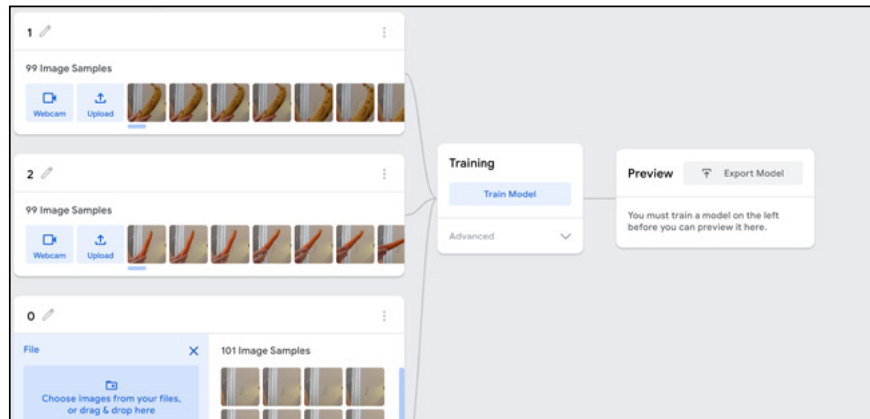 1
99 Image Samples
Webcam
Upload
2
99 Image Samples
Webcam
Upload
0
File
101 Image Samples
Choose images from your files,
or drag & drop here
Training
Train Model
Advanced
Preview
Export Model
You must train a model on the left
before you can preview it here.